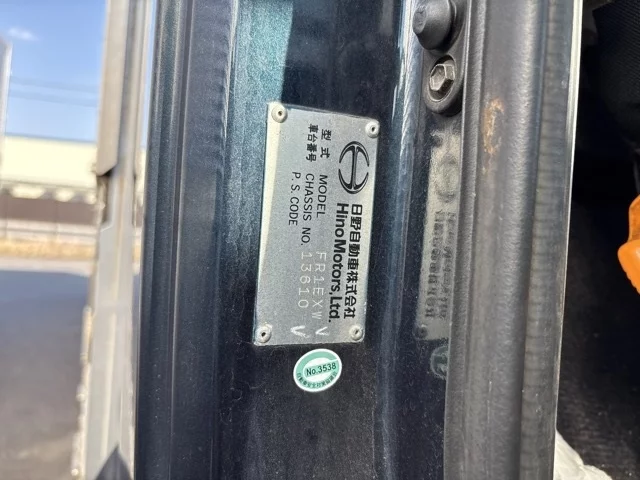 日野自動車株式会社
Hino Motors, Ltd.
型式 MODEL FR1EXW V
車台番号 CHASSIS NO. 13810 V
P.S. CODE
No.3538